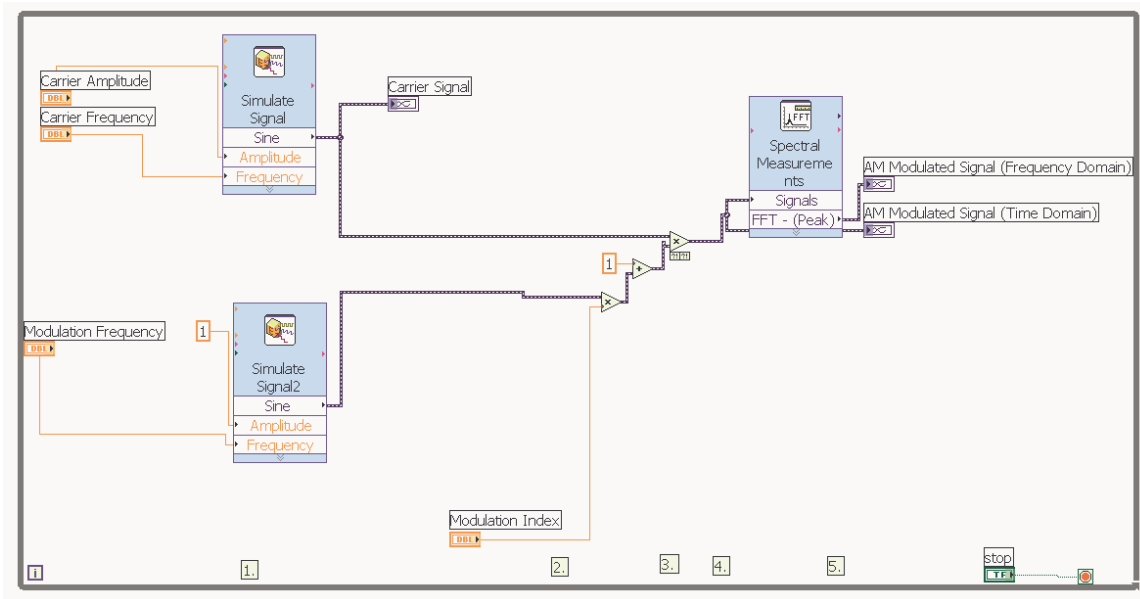 Carrier Amplitude
DBL
Carrier Frequency
DBL
Simulate
Signal
Sine
Amplitude
Frequency
Carrier Signal
FFT
Spectral
Measureme
nts
Signals
FFT - (Peak)
AM Modulated Signal (Frequency Domain)
AM Modulated Signal (Time Domain)
×
?!?!
1
+
×
Modulation Frequency
DBL
1
Simulate
Signal2
Sine
Amplitude
Frequency
Modulation Index
DBL
stop
TF
i
1.
2.
3.
4.
5.